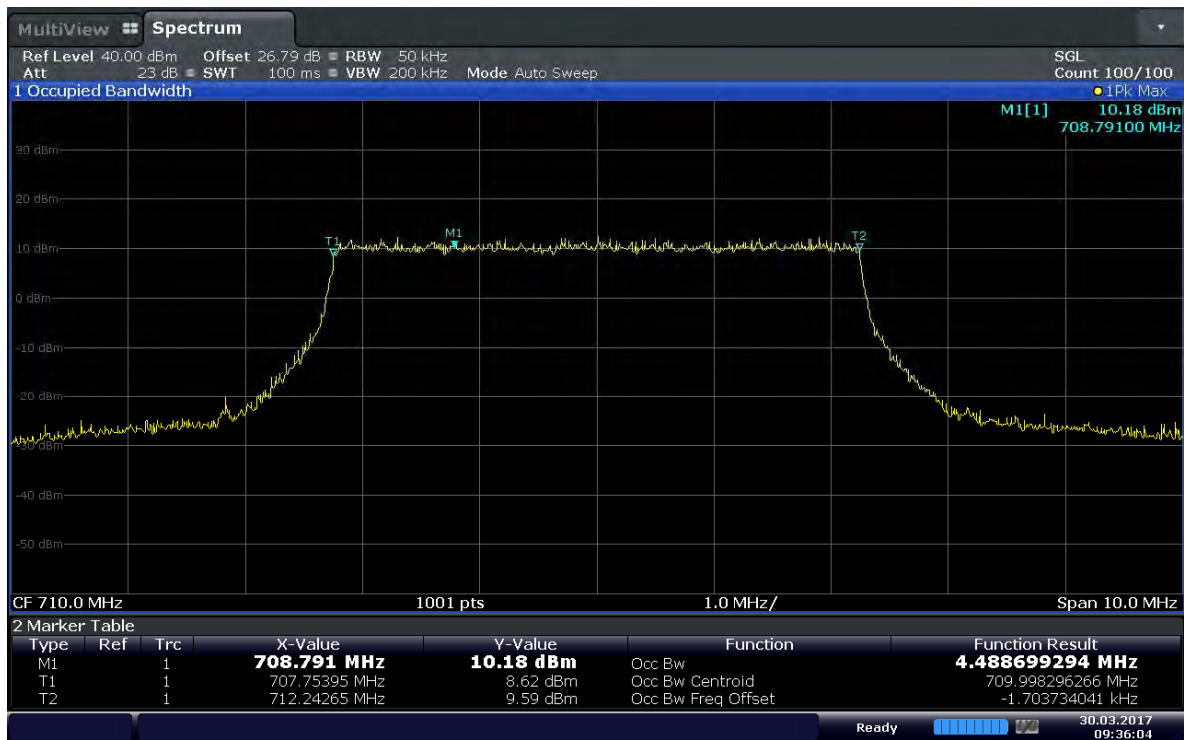 MultiView Spectrum
Ref Level 40.00 dBm Offset 26.79 dB RBW 50 kHz SGL
Att 23 dB SWT 100 ms VBW 200 kHz Mode Auto Sweep Count 100/100
1 Occupied Bandwidth 1Pk Max
M1[1] 10.18 dBm
708.79100 MHz
30 dBm
20 dBm
M1
T1
T2
10 dBm
0 dBm
-10 dBm
-20 dBm
-30 dBm
-40 dBm
-50 dBm
CF 710.0 MHz 1001 pts 1.0 MHz/ Span 10.0 MHz
2 Marker Table
Type Ref Trc X-Value Y-Value Function Function Result
M1 1 708.791 MHz 10.18 dBm Occ Bw 4.488699294 MHz
T1 1 707.75395 MHz 8.62 dBm Occ Bw Centroid 709.998296266 MHz
T2 1 712.24265 MHz 9.59 dBm Occ Bw Freq Offset -1.703734041 kHz
Ready 30.03.2017
09:36:04